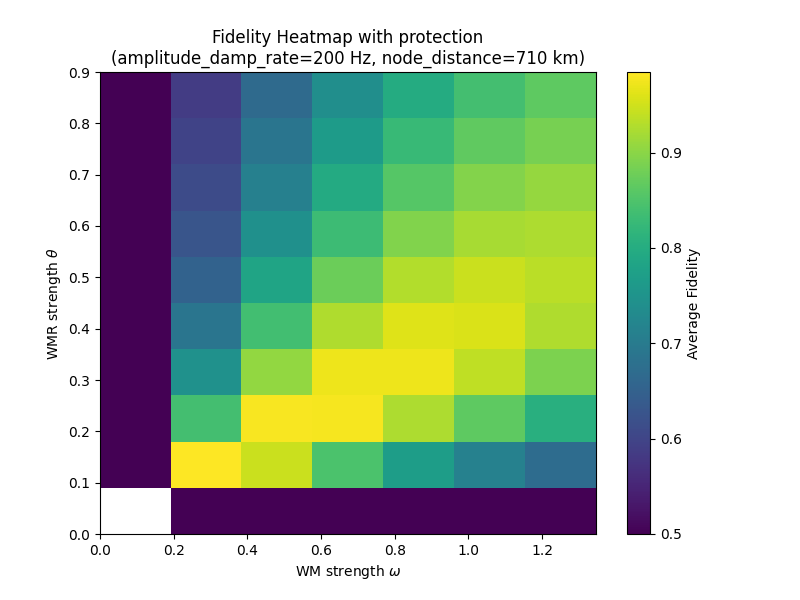 Fidelity Heatmap with protection
(amplitude_damp_rate=200 Hz, node_distance=710 km)
0.9
0.8
0.7
0.6
0.5
0.4
0.3
0.2
0.1
0.0
WMR strength θ
0.0 0.2 0.4 0.6 0.8 1.0 1.2
WM strength ω
0.9
0.8
0.7
0.6
0.5
Average Fidelity